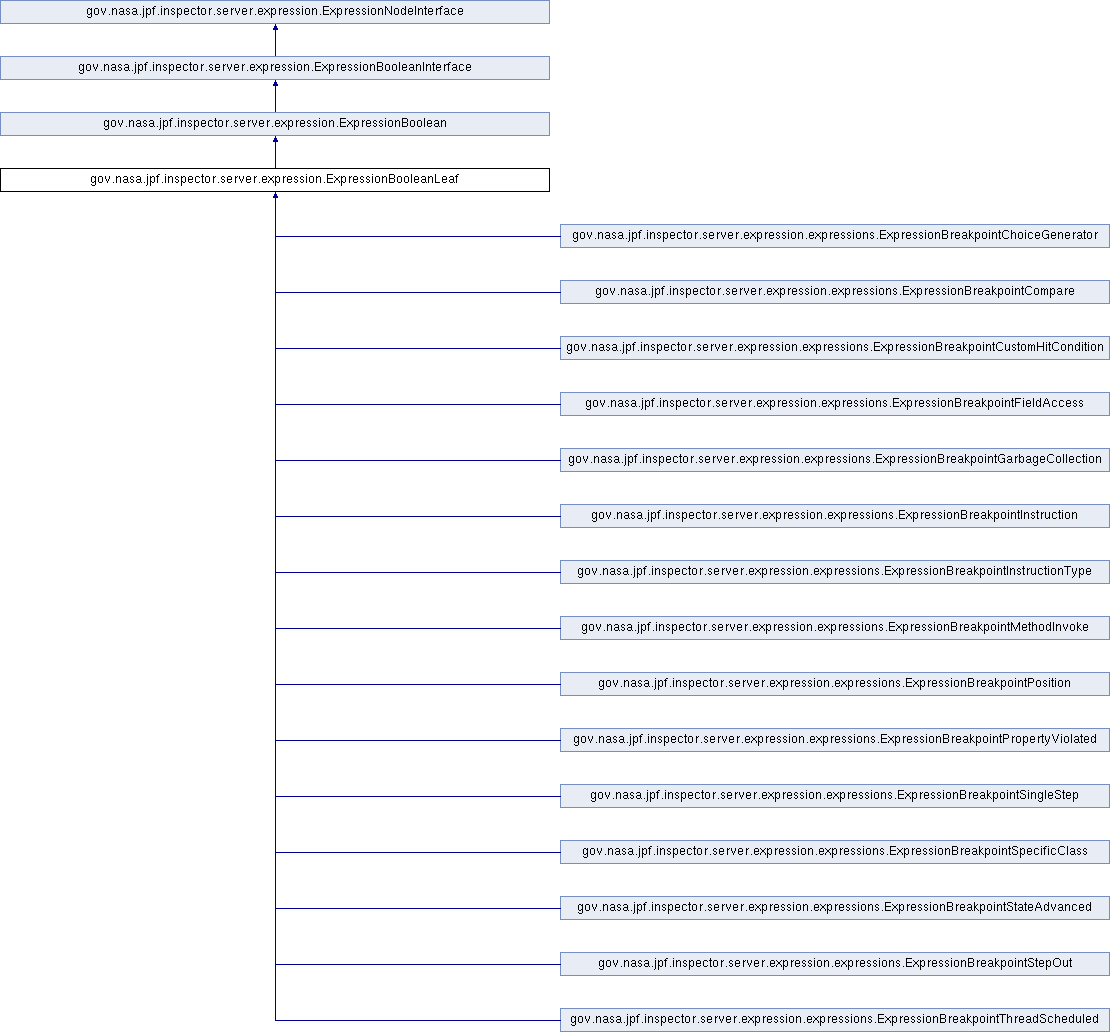 gov.nasa.jpf.inspector.server.expression.ExpressionNodeInterface
gov.nasa.jpf.inspector.server.expression.ExpressionBooleanInterface
gov.nasa.jpf.inspector.server.expression.ExpressionBoolean
gov.nasa.jpf.inspector.server.expression.ExpressionBooleanLeaf
gov.nasa.jpf.inspector.server.expression.expressions.ExpressionBreakpointChoiceGenerator
gov.nasa.jpf.inspector.server.expression.expressions.ExpressionBreakpointCompare
gov.nasa.jpf.inspector.server.expression.expressions.ExpressionBreakpointCustomHitCondition
gov.nasa.jpf.inspector.server.expression.expressions.ExpressionBreakpointFieldAccess
gov.nasa.jpf.inspector.server.expression.expressions.ExpressionBreakpointGarbageCollection
gov.nasa.jpf.inspector.server.expression.expressions.ExpressionBreakpointInstruction
gov.nasa.jpf.inspector.server.expression.expressions.ExpressionBreakpointInstructionType
gov.nasa.jpf.inspector.server.expression.expressions.ExpressionBreakpointMethodInvoke
gov.nasa.jpf.inspector.server.expression.expressions.ExpressionBreakpointPosition
gov.nasa.jpf.inspector.server.expression.expressions.ExpressionBreakpointPropertyViolated
gov.nasa.jpf.inspector.server.expression.expressions.ExpressionBreakpointSingleStep
gov.nasa.jpf.inspector.server.expression.expressions.ExpressionBreakpointSpecificClass
gov.nasa.jpf.inspector.server.expression.expressions.ExpressionBreakpointStateAdvanced
gov.nasa.jpf.inspector.server.expression.expressions.ExpressionBreakpointStepOut
gov.nasa.jpf.inspector.server.expression.expressions.ExpressionBreakpointThreadScheduled